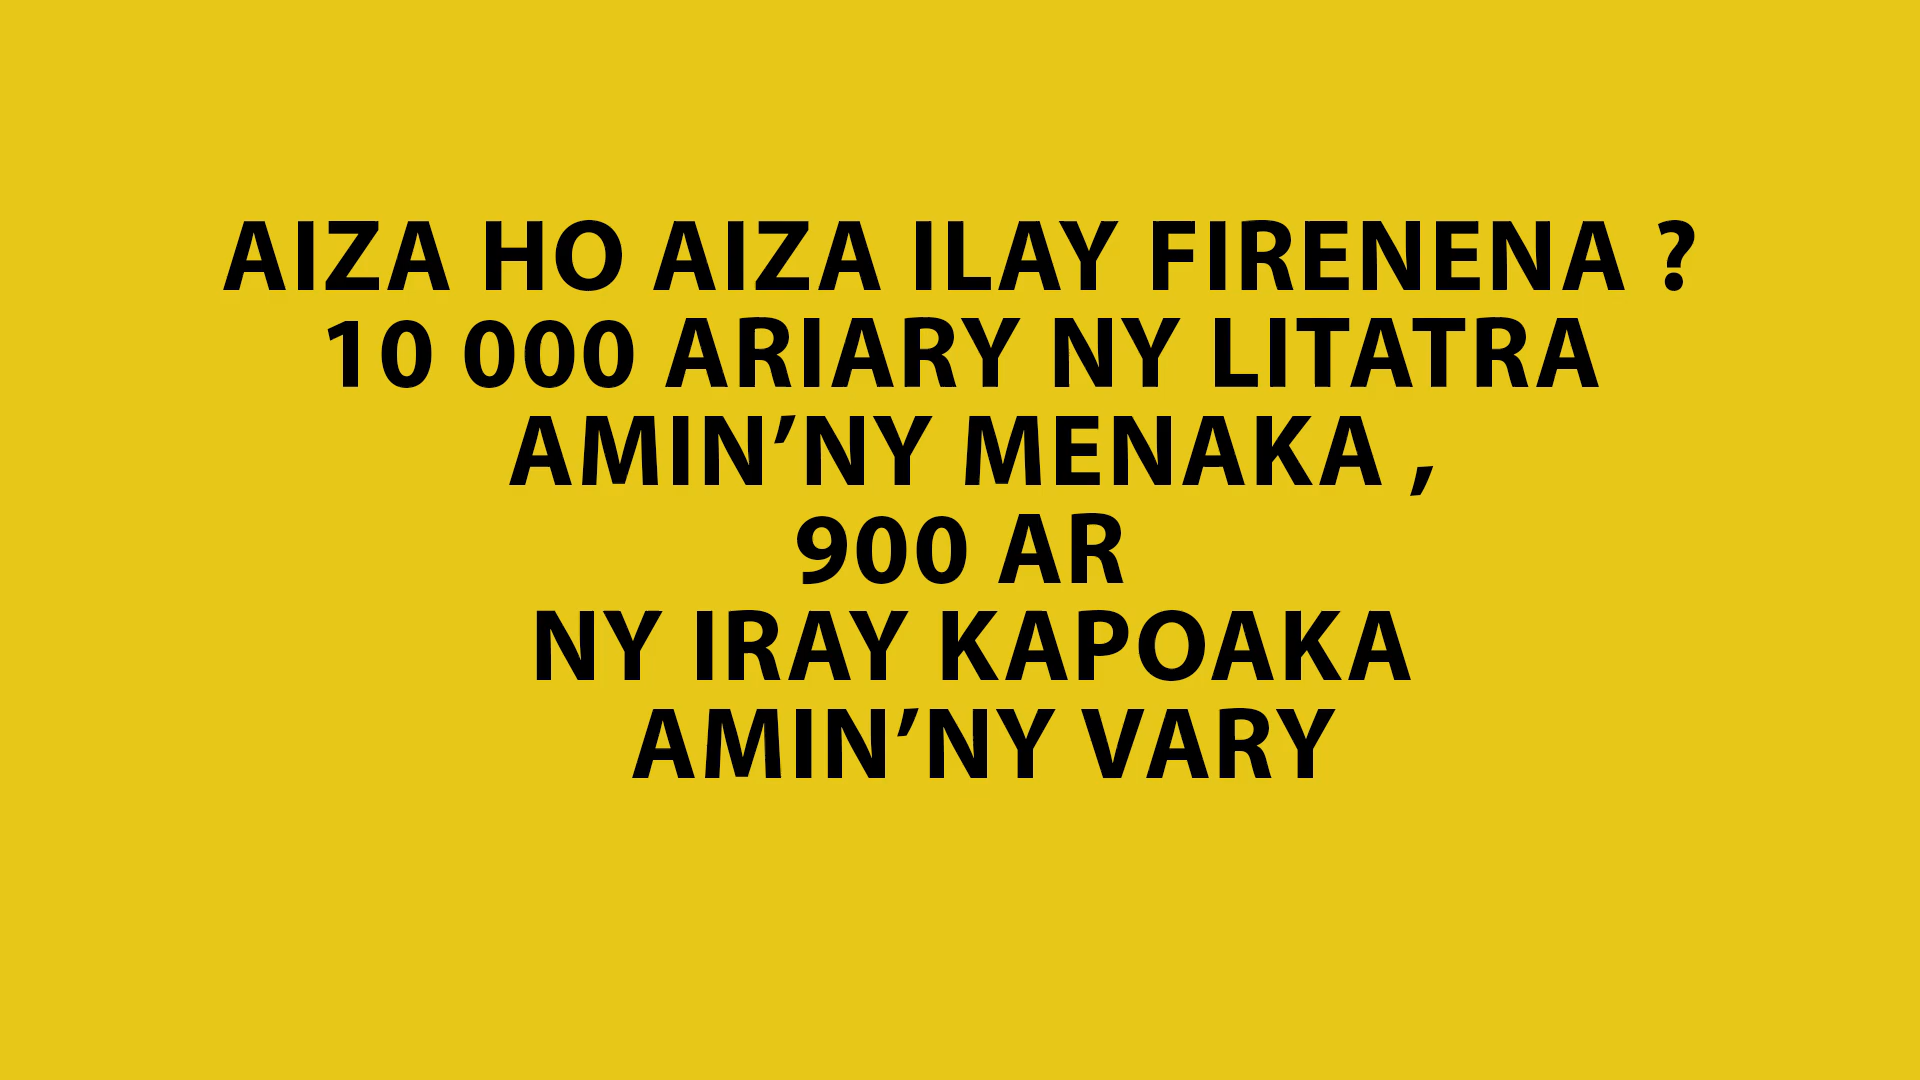 AIZA HO AIZA ILAY FIRENENA ?
10 000 ARIARY NY LITATRA
AMIN’NY MENAKA ,
900 AR
NY IRAY KAPOAKA
AMIN’NY VARY